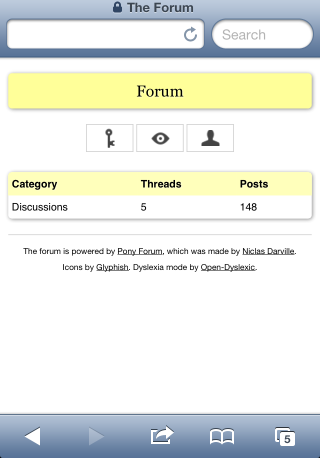 The Forum
Search
Forum
Category Threads Posts
Discussions 5 148
The forum is powered by Pony Forum, which was made by Niclas Darville.
Icons by Glyphish. Dyslexia mode by Open-Dyslexic.
5